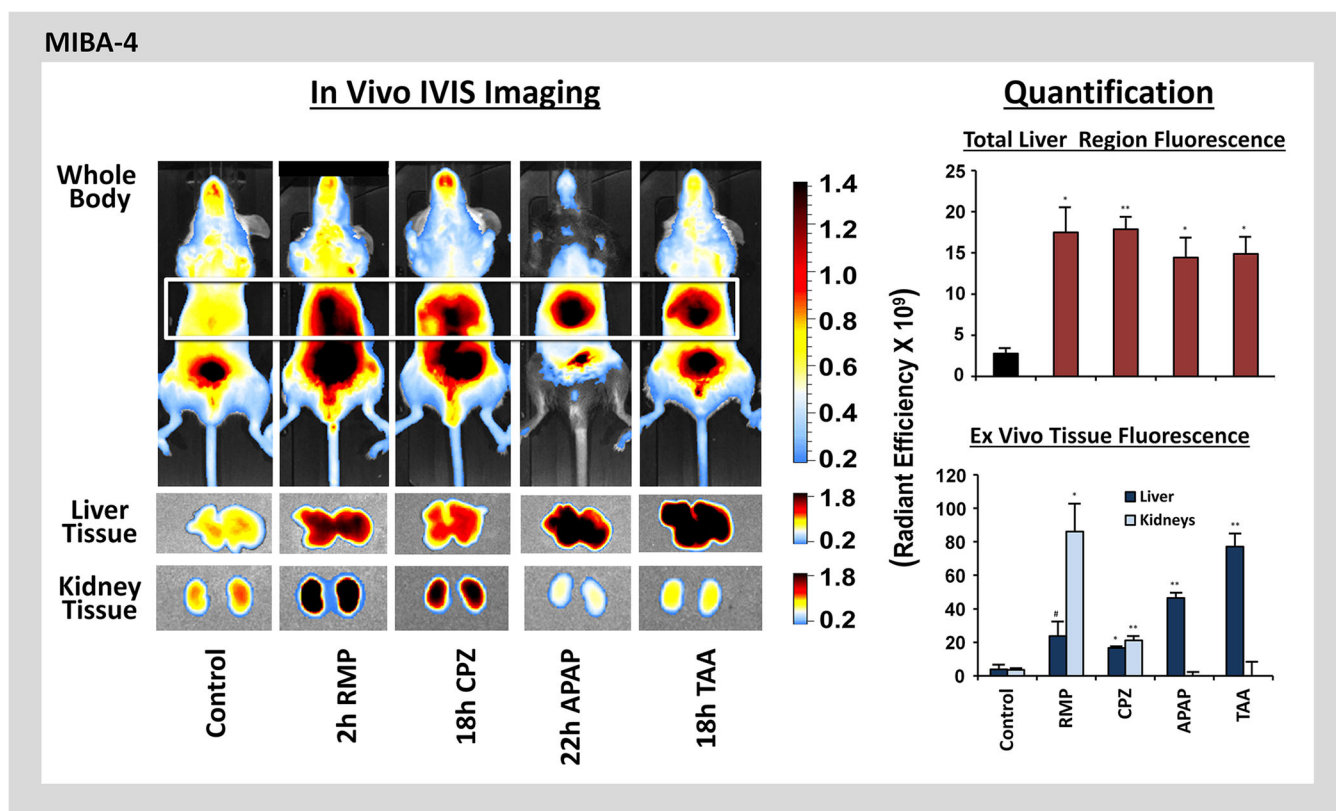 MIBA-4
In Vivo IVIS Imaging
Quantification
Whole
Body
1.4
1.2
1.0
0.8
0.6
0.4
0.2
Liver
Tissue
1.8
0.2
Kidney
Tissue
1.8
0.2
Control
2h RMP
18h CPZ
22h APAP
18h TAA
(Radiant Efficiency X 10⁹)
Total Liver Region Fluorescence
25
20
15
10
5
0
*
**
*
*
Ex Vivo Tissue Fluorescence
120
100
80
60
40
20
0
Liver
Kidneys
#
*
*
**
**
**
Control
RMP
CPZ
APAP
TAA